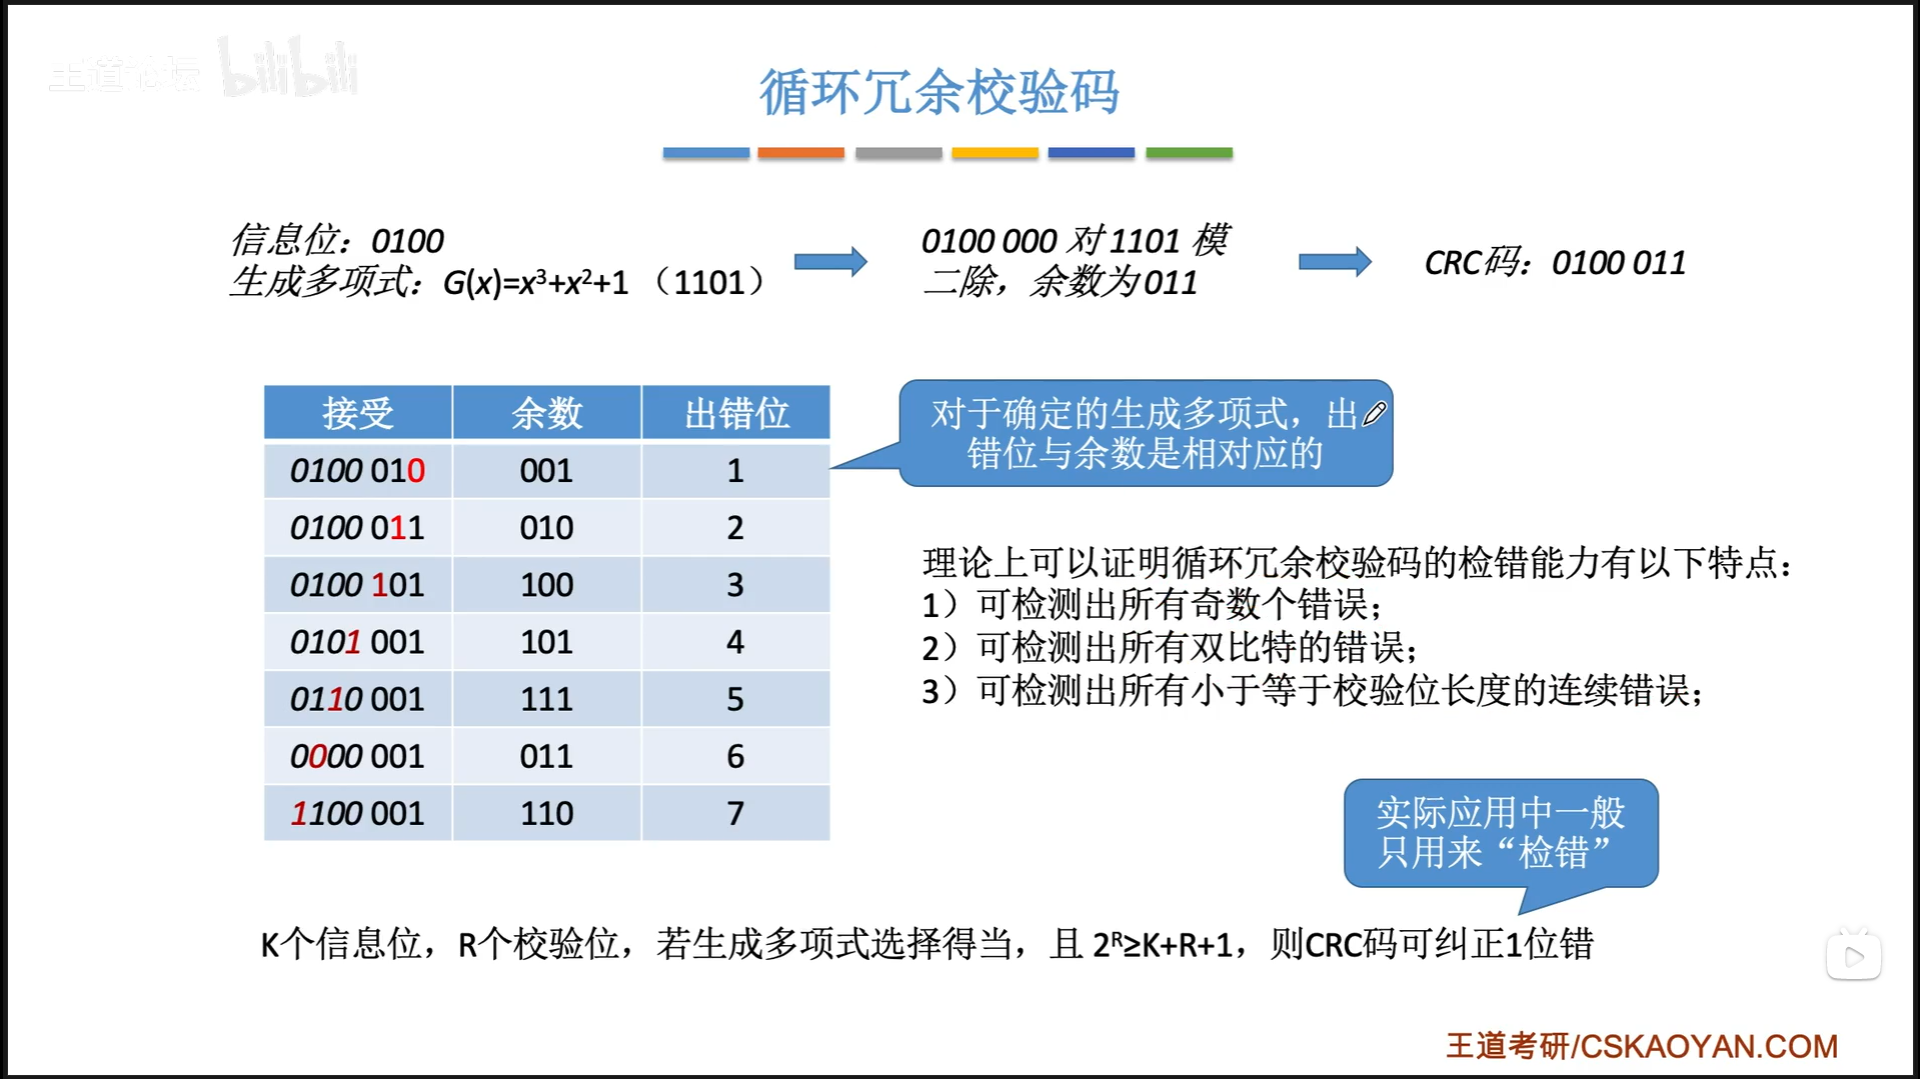 王道论坛 bilibili
循环冗余校验码
信息位：0100
生成多项式：G(x)=x³+x²+1 （1101）
0100 000 对 1101 模
二除，余数为011
CRC码：0100 011
接受 余数 出错位
0100 010 001 1
0100 011 010 2
0100 101 100 3
0101 001 101 4
0110 001 111 5
0000 001 011 6
1100 001 110 7
对于确定的生成多项式，出
错位与余数是相对应的
理论上可以证明循环冗余校验码的检错能力有以下特点：
1）可检测出所有奇数个错误；
2）可检测出所有双比特的错误；
3）可检测出所有小于等于校验位长度的连续错误；
实际应用中一般
只用来“检错”
K个信息位，R个校验位，若生成多项式选择得当，且 2ᴿ≥K+R+1，则CRC码可纠正1位错
王道考研/CSKAOYAN.COM